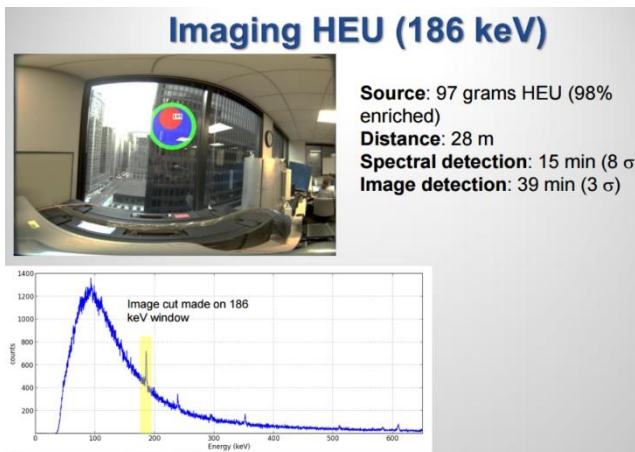 Imaging HEU (186 keV)
Source: 97 grams HEU (98%
enriched)
Distance: 28 m
Spectral detection: 15 min (8 σ
Image detection: 39 min (3 σ)
1400
1200
1000
800
600
400
200
counts
Image cut made on 186
keV window
0 100 200 300 400 500 600
Energy (keV)